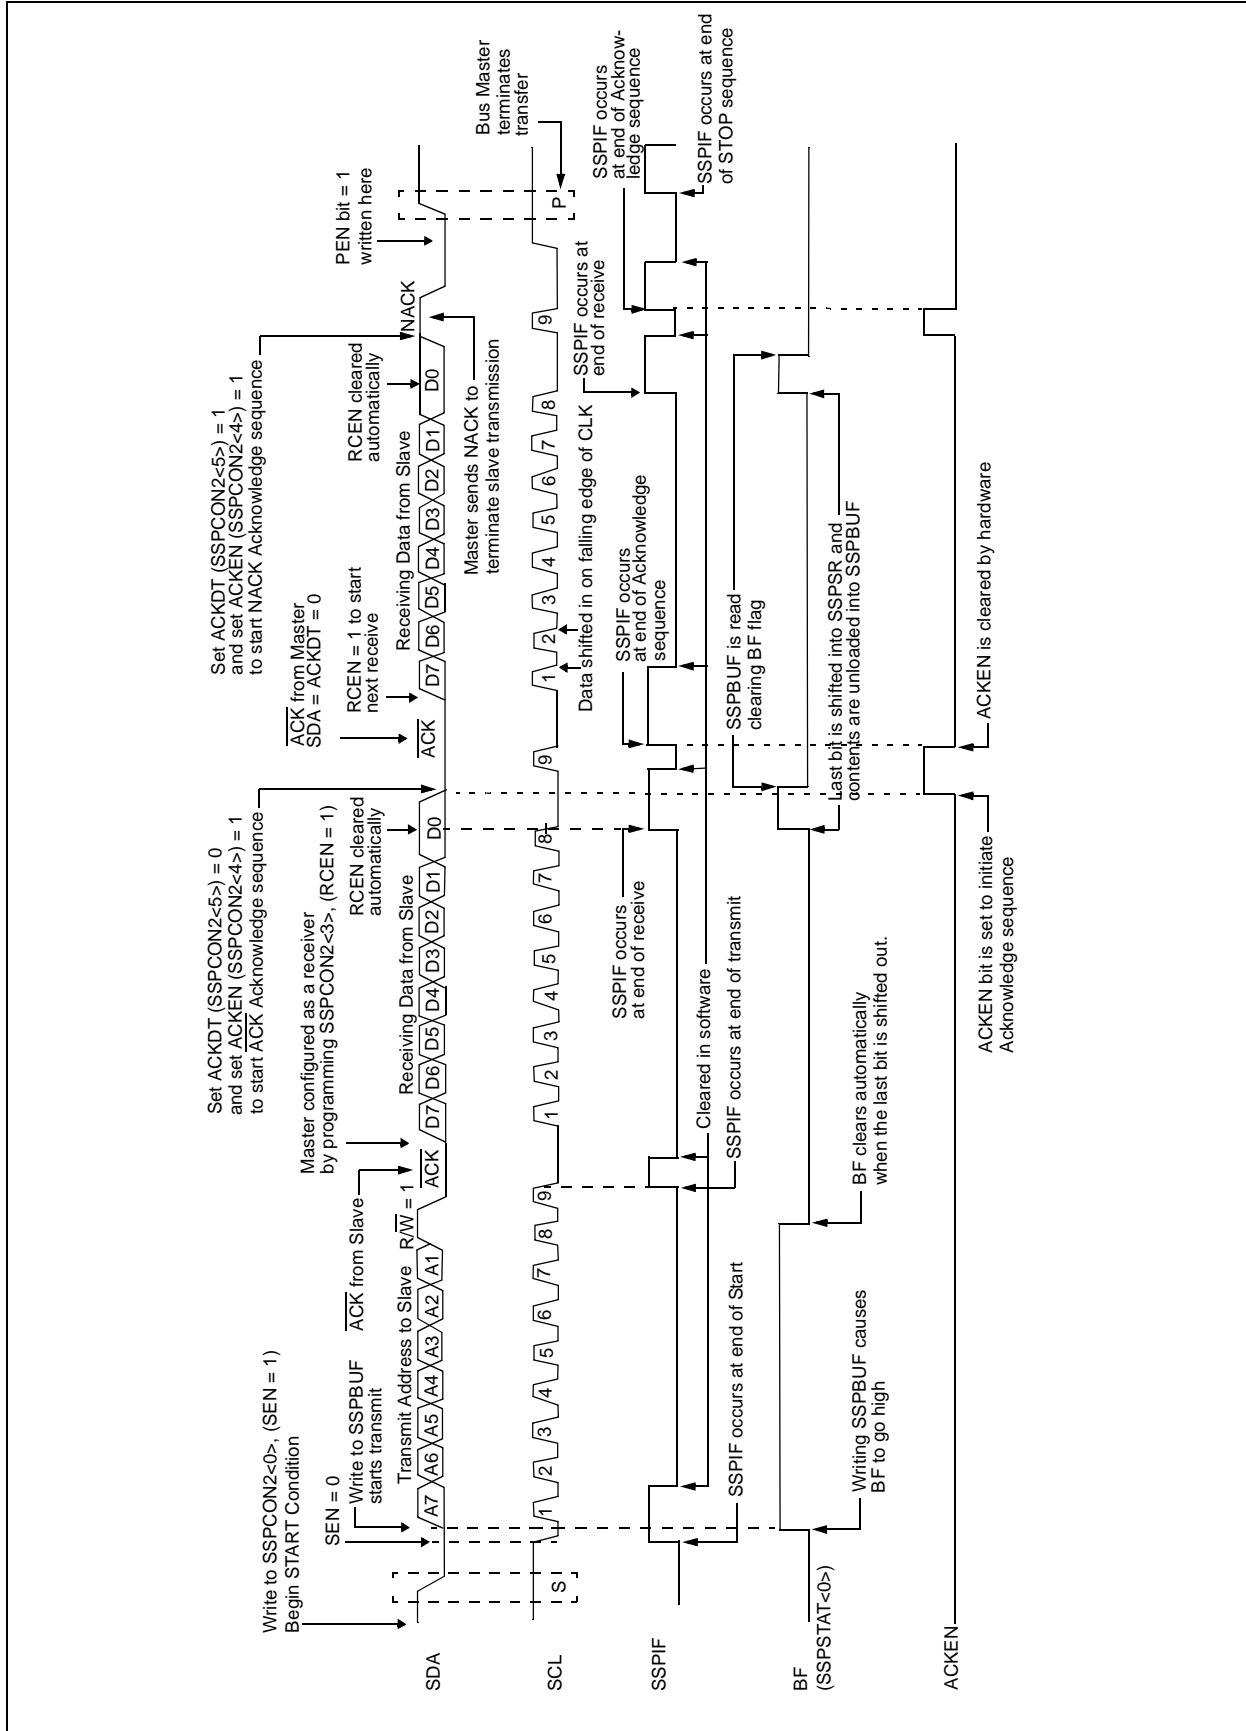 Write to SSPCON2<0>, (SEN = 1)
Begin START Condition
SEN = 0
Write to SSPBUF
starts transmit
ACK from Slave
Master configured as a receiver
by programming SSPCON2<3>, (RCEN = 1)
Set ACKDT (SSPCON2<5>) = 0
and set ACKEN (SSPCON2<4>) = 1
to start ACK Acknowledge sequence
RCEN cleared
automatically
ACK from Master
SDA = ACKDT = 0
RCEN = 1 to start
next receive
Set ACKDT (SSPCON2<5>) = 1
and set ACKEN (SSPCON2<4>) = 1
to start NACK Acknowledge sequence
RCEN cleared
automatically
PEN bit = 1
written here
Transmit Address to Slave
R/W = 1
Receiving Data from Slave
Receiving Data from Slave
SDA
A7 A6 A5 A4 A3 A2 A1
ACK
D7 D6 D5 D4 D3 D2 D1 D0
ACK
D7 D6 D5 D4 D3 D2 D1 D0
NACK
Master sends NACK to
terminate slave transmission
Bus Master
terminates
transfer
SCL
S
1 2 3 4 5 6 7 8 9
1 2 3 4 5 6 7 8 9
1 2 3 4 5 6 7 8 9
P
Data shifted in on falling edge of CLK
SSPIF occurs
at end of receive
SSPIF occurs
at end of Acknowledge
sequence
SSPIF occurs at
end of receive
SSPIF occurs
at end of Acknow-
ledge sequence
SSPIF
Cleared in software
SSPIF occurs at end of Start
SSPIF occurs at end of transmit
SSPIF occurs at end
of STOP sequence
SSPBUF is read
clearing BF flag
BF
(SSPSTAT<0>)
Writing SSPBUF causes
BF to go high
BF clears automatically
when the last bit is shifted out.
Last bit is shifted into SSPSR and
contents are unloaded into SSPBUF
ACKEN
ACKEN bit is set to initiate
Acknowledge sequence
ACKEN is cleared by hardware